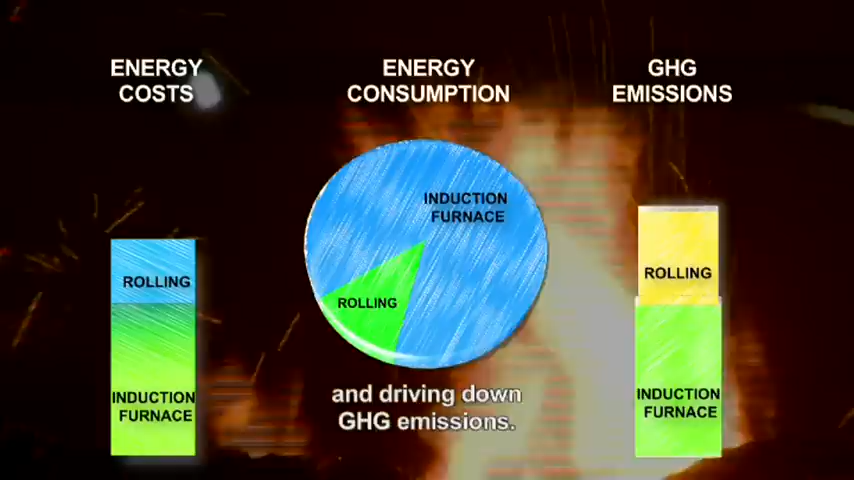 ENERGY
COSTS
ENERGY
CONSUMPTION
GHG
EMISSIONS
ROLLING
INDUCTION
FURNACE
INDUCTION
FURNACE
ROLLING
ROLLING
INDUCTION
FURNACE
and driving down
GHG emissions.